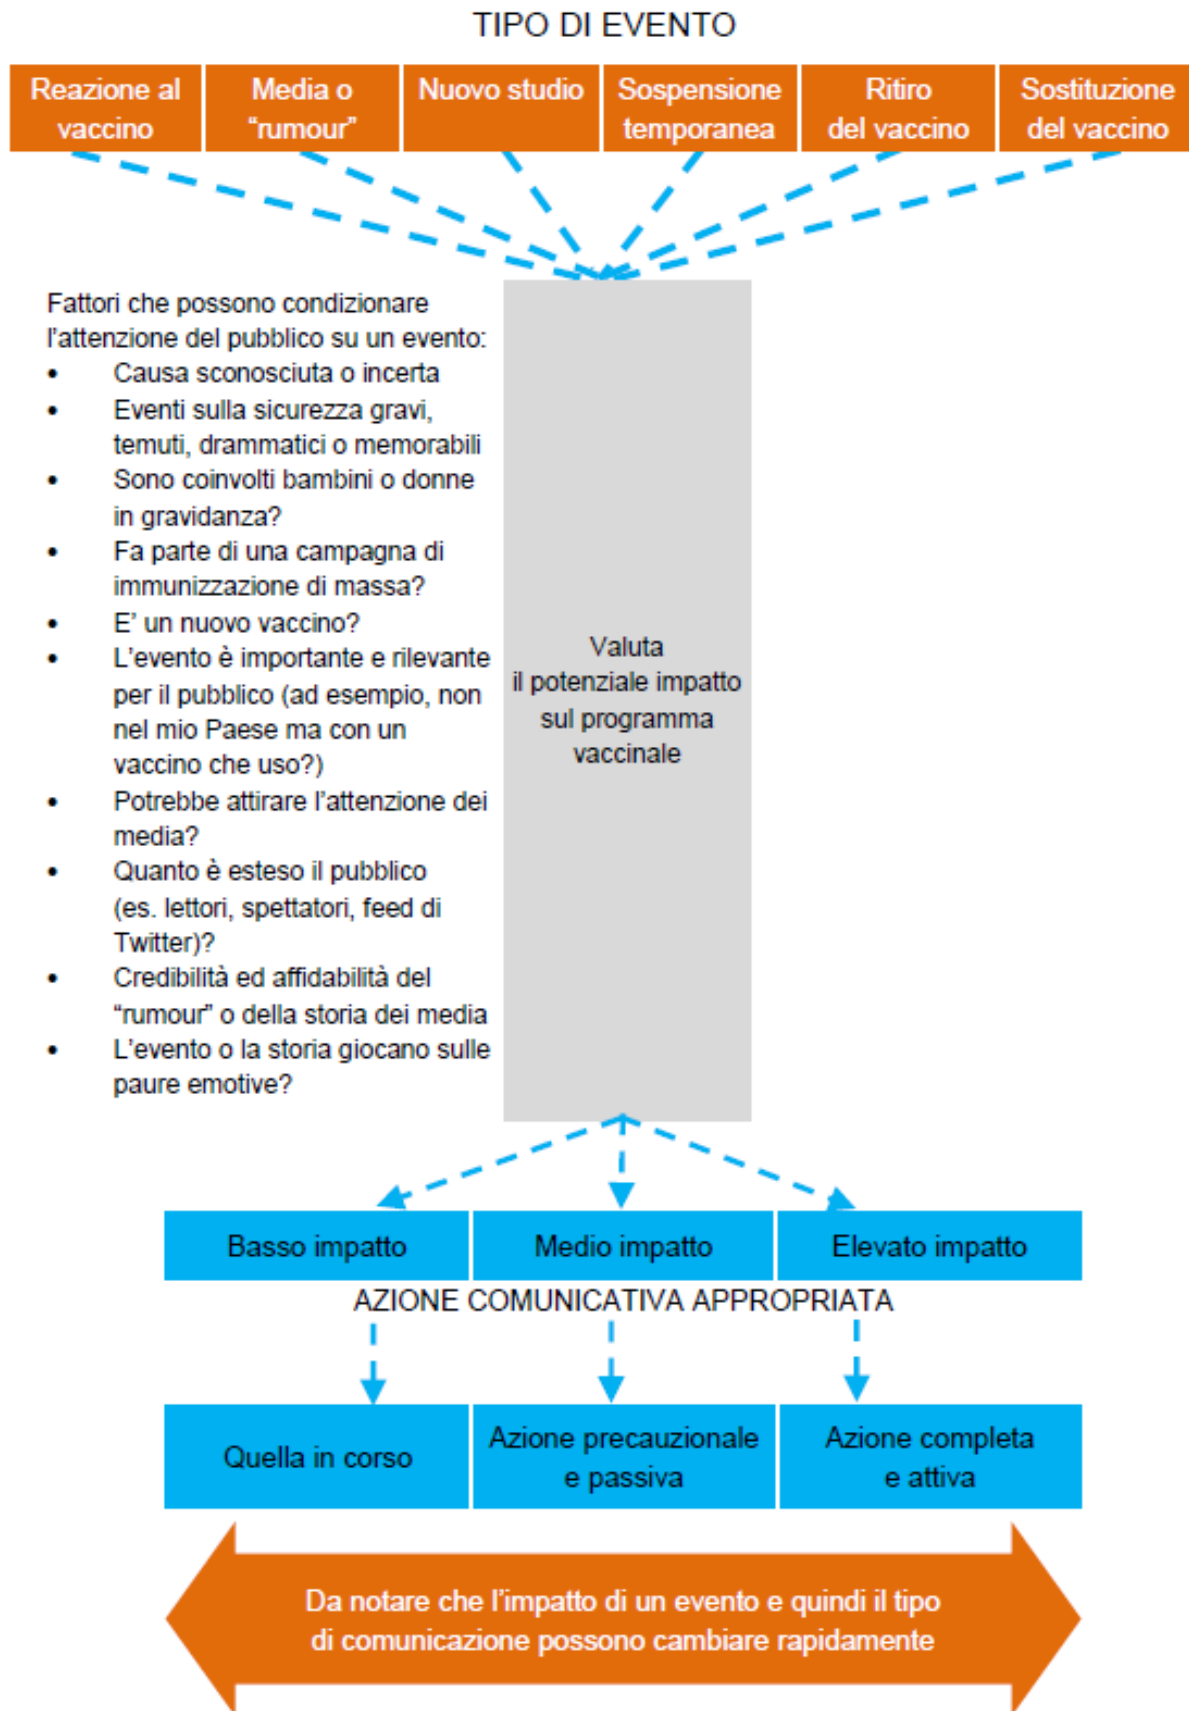 TIPO DI EVENTO
Reazione al
vaccino
Media o
“rumour”
Nuovo studio
Sospensione
temporanea
Ritiro
del vaccino
Sostituzione
del vaccino
Fattori che possono condizionare
l’attenzione del pubblico su un evento:
• Causa sconosciuta o incerta
• Eventi sulla sicurezza gravi,
temuti, drammatici o memorabili
• Sono coinvolti bambini o donne
in gravidanza?
• Fa parte di una campagna di
immunizzazione di massa?
• E’ un nuovo vaccino?
• L’evento è importante e rilevante
per il pubblico (ad esempio, non
nel mio Paese ma con un
vaccino che uso?)
• Potrebbe attirare l’attenzione dei
media?
• Quanto è esteso il pubblico
(es. lettori, spettatori, feed di
Twitter)?
• Credibilità ed affidabilità del
“rumour” o della storia dei media
• L’evento o la storia giocano sulle
paure emotive?
Valuta
il potenziale impatto
sul programma
vaccinale
Basso impatto
Medio impatto
Elevato impatto
AZIONE COMUNICATIVA APPROPRIATA
Quella in corso
Azione precauzionale
e passiva
Azione completa
e attiva
Da notare che l’impatto di un evento e quindi il tipo
di comunicazione possono cambiare rapidamente